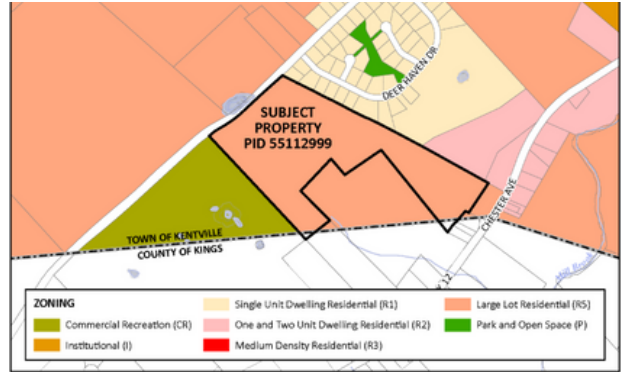 DEER HAVEN DR
SUBJECT
PROPERTY
PID 55112999
CHESTER AVE
TOWN OF KENTVILLE
COUNTY OF KINGS
Y 12
Brook
ZONING
Commercial Recreation (CR)
Institutional (I)
Single Unit Dwelling Residential (R1)
One and Two Unit Dwelling Residential (R2)
Medium Density Residential (R3)
Large Lot Residential (R5)
Park and Open Space (P)